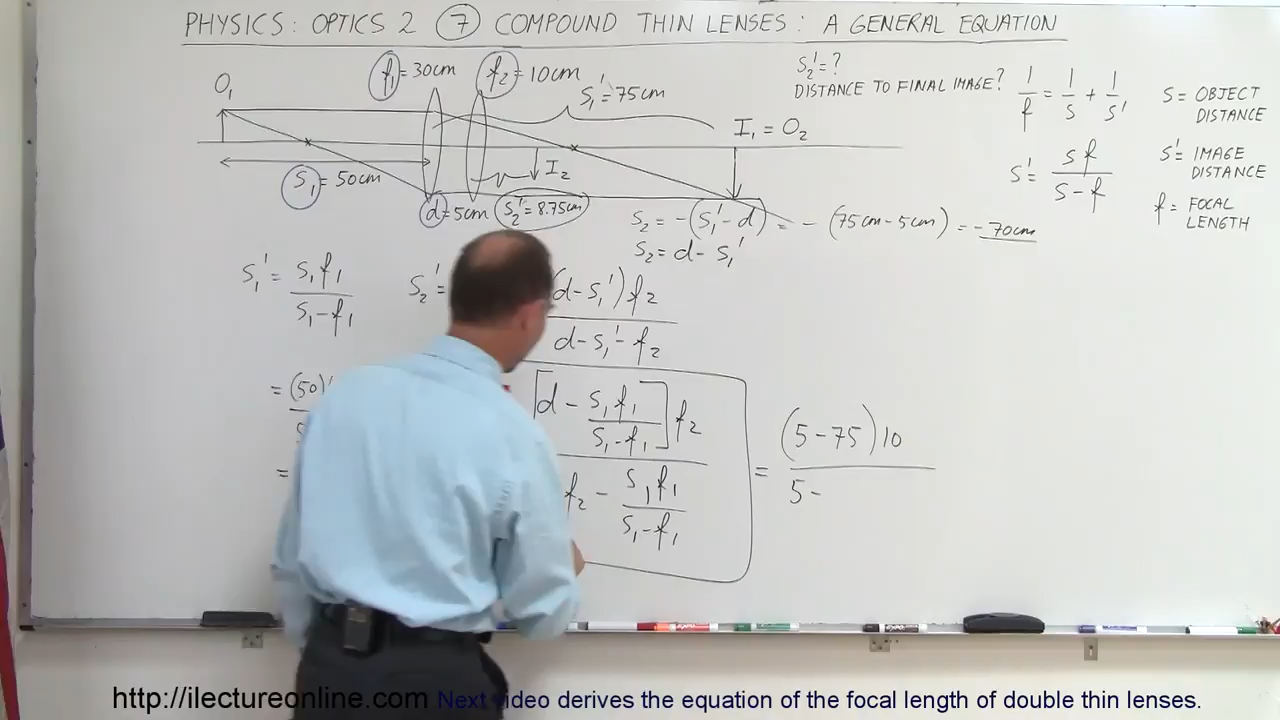 PHYSICS: OPTICS 2 ⑦ COMPOUND THIN LENSES: A GENERAL EQUATION
O₁
f₁ = 30cm
f₂ = 10cm
S₁' = 75cm
S₂' = ?
DISTANCE TO FINAL IMAGE?
1/f = 1/s + 1/s'
S = OBJECT DISTANCE
I₁ = O₂
S' = sf/(s-f)
S' = IMAGE DISTANCE
f = FOCAL LENGTH
S₁ = 50cm
I₂
d = 5cm
S₂' = 8.75cm
S₂ = -(S₁' - d) = -(75cm - 5cm) = -70cm
S₂ = d - S₁'
S₁' = S₁f₁/(S₁-f₁)
S₂' =
(d-S₁')f₂/(d-S₁'-f₂)
= (50)
[d - S₁f₁/(S₁-f₁)] f₂
f₂ - S₁f₁/(S₁-f₁)
=
= (5-75)10
5 -
http://ilectureonline.com Next video derives the equation of the focal length of double thin lenses.